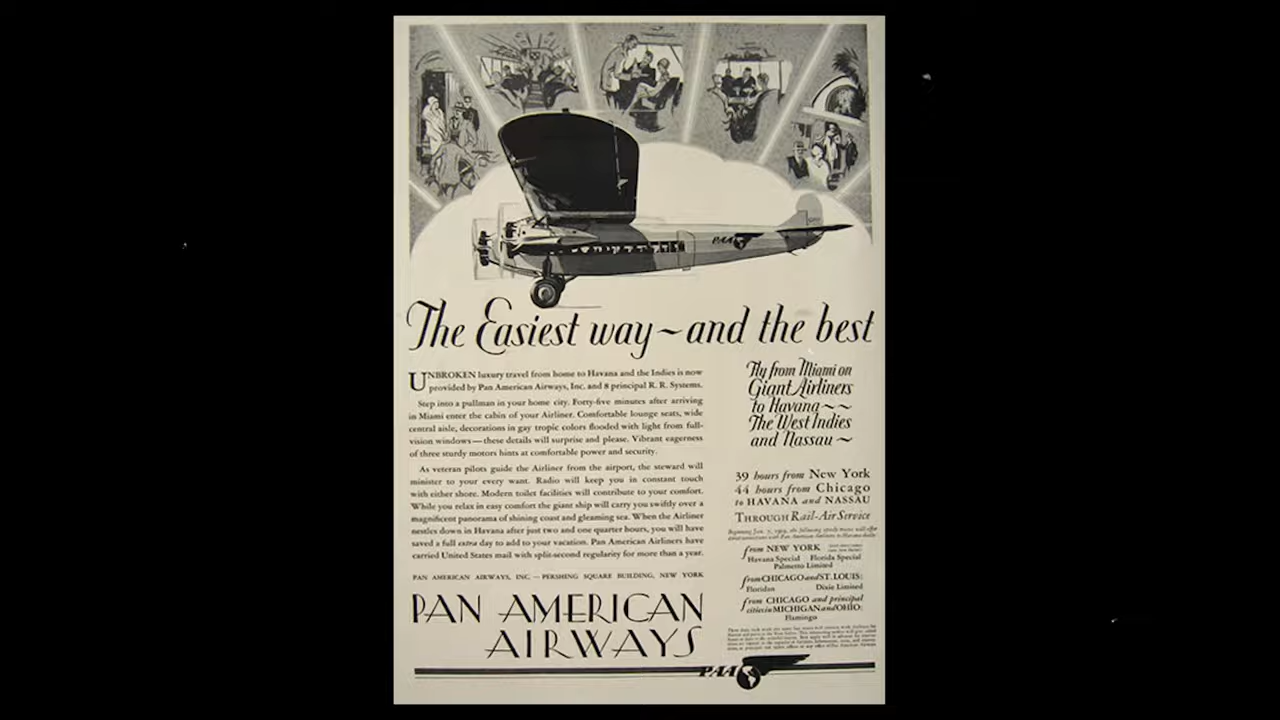 PAA
The Easiest way ~ and the best
UNBROKEN luxury travel from home to Havana and the Indies is now
provided by Pan American Airways, Inc. and 8 principal R. R. Systems.
Step into a pullman in your home city. Forty-five minutes after arriving
in Miami enter the cabin of your Airliner. Comfortable lounge seats, wide
central aisle, decorations in gay tropic colors flooded with light from full-
vision windows — these details will surprise and please. Vibrant eagerness
of three sturdy motors hints at comfortable power and security.
As veteran pilots guide the Airliner from the airport, the steward will
minister to your every want. Radio will keep you in constant touch
with either shore. Modern toilet facilities will contribute to your comfort.
While you relax in easy comfort the giant ship will carry you swiftly over a
magnificent panorama of shining coast and gleaming sea. When the Airliner
nestles down in Havana after just two and one quarter hours, you will have
saved a full extra day to add to your vacation. Pan American Airliners have
carried United States mail with split-second regularity for more than a year.
PAN AMERICAN AIRWAYS, INC. — PERSHING SQUARE BUILDING, NEW YORK
PAN AMERICAN
AIRWAYS
Fly from Miami on
Giant Airliners
to Havana ~ ~
The West Indies
and Nassau ~
39 hours from New York
44 hours from Chicago
to HAVANA and NASSAU
THROUGH Rail-Air Service
from NEW YORK
Havana Special Florida Special
Palmetto Limited
from CHICAGO and ST. LOUIS:
Floridan Dixie Limited
from CHICAGO and principal
cities in MICHIGAN and OHIO:
Flamingo
PAA